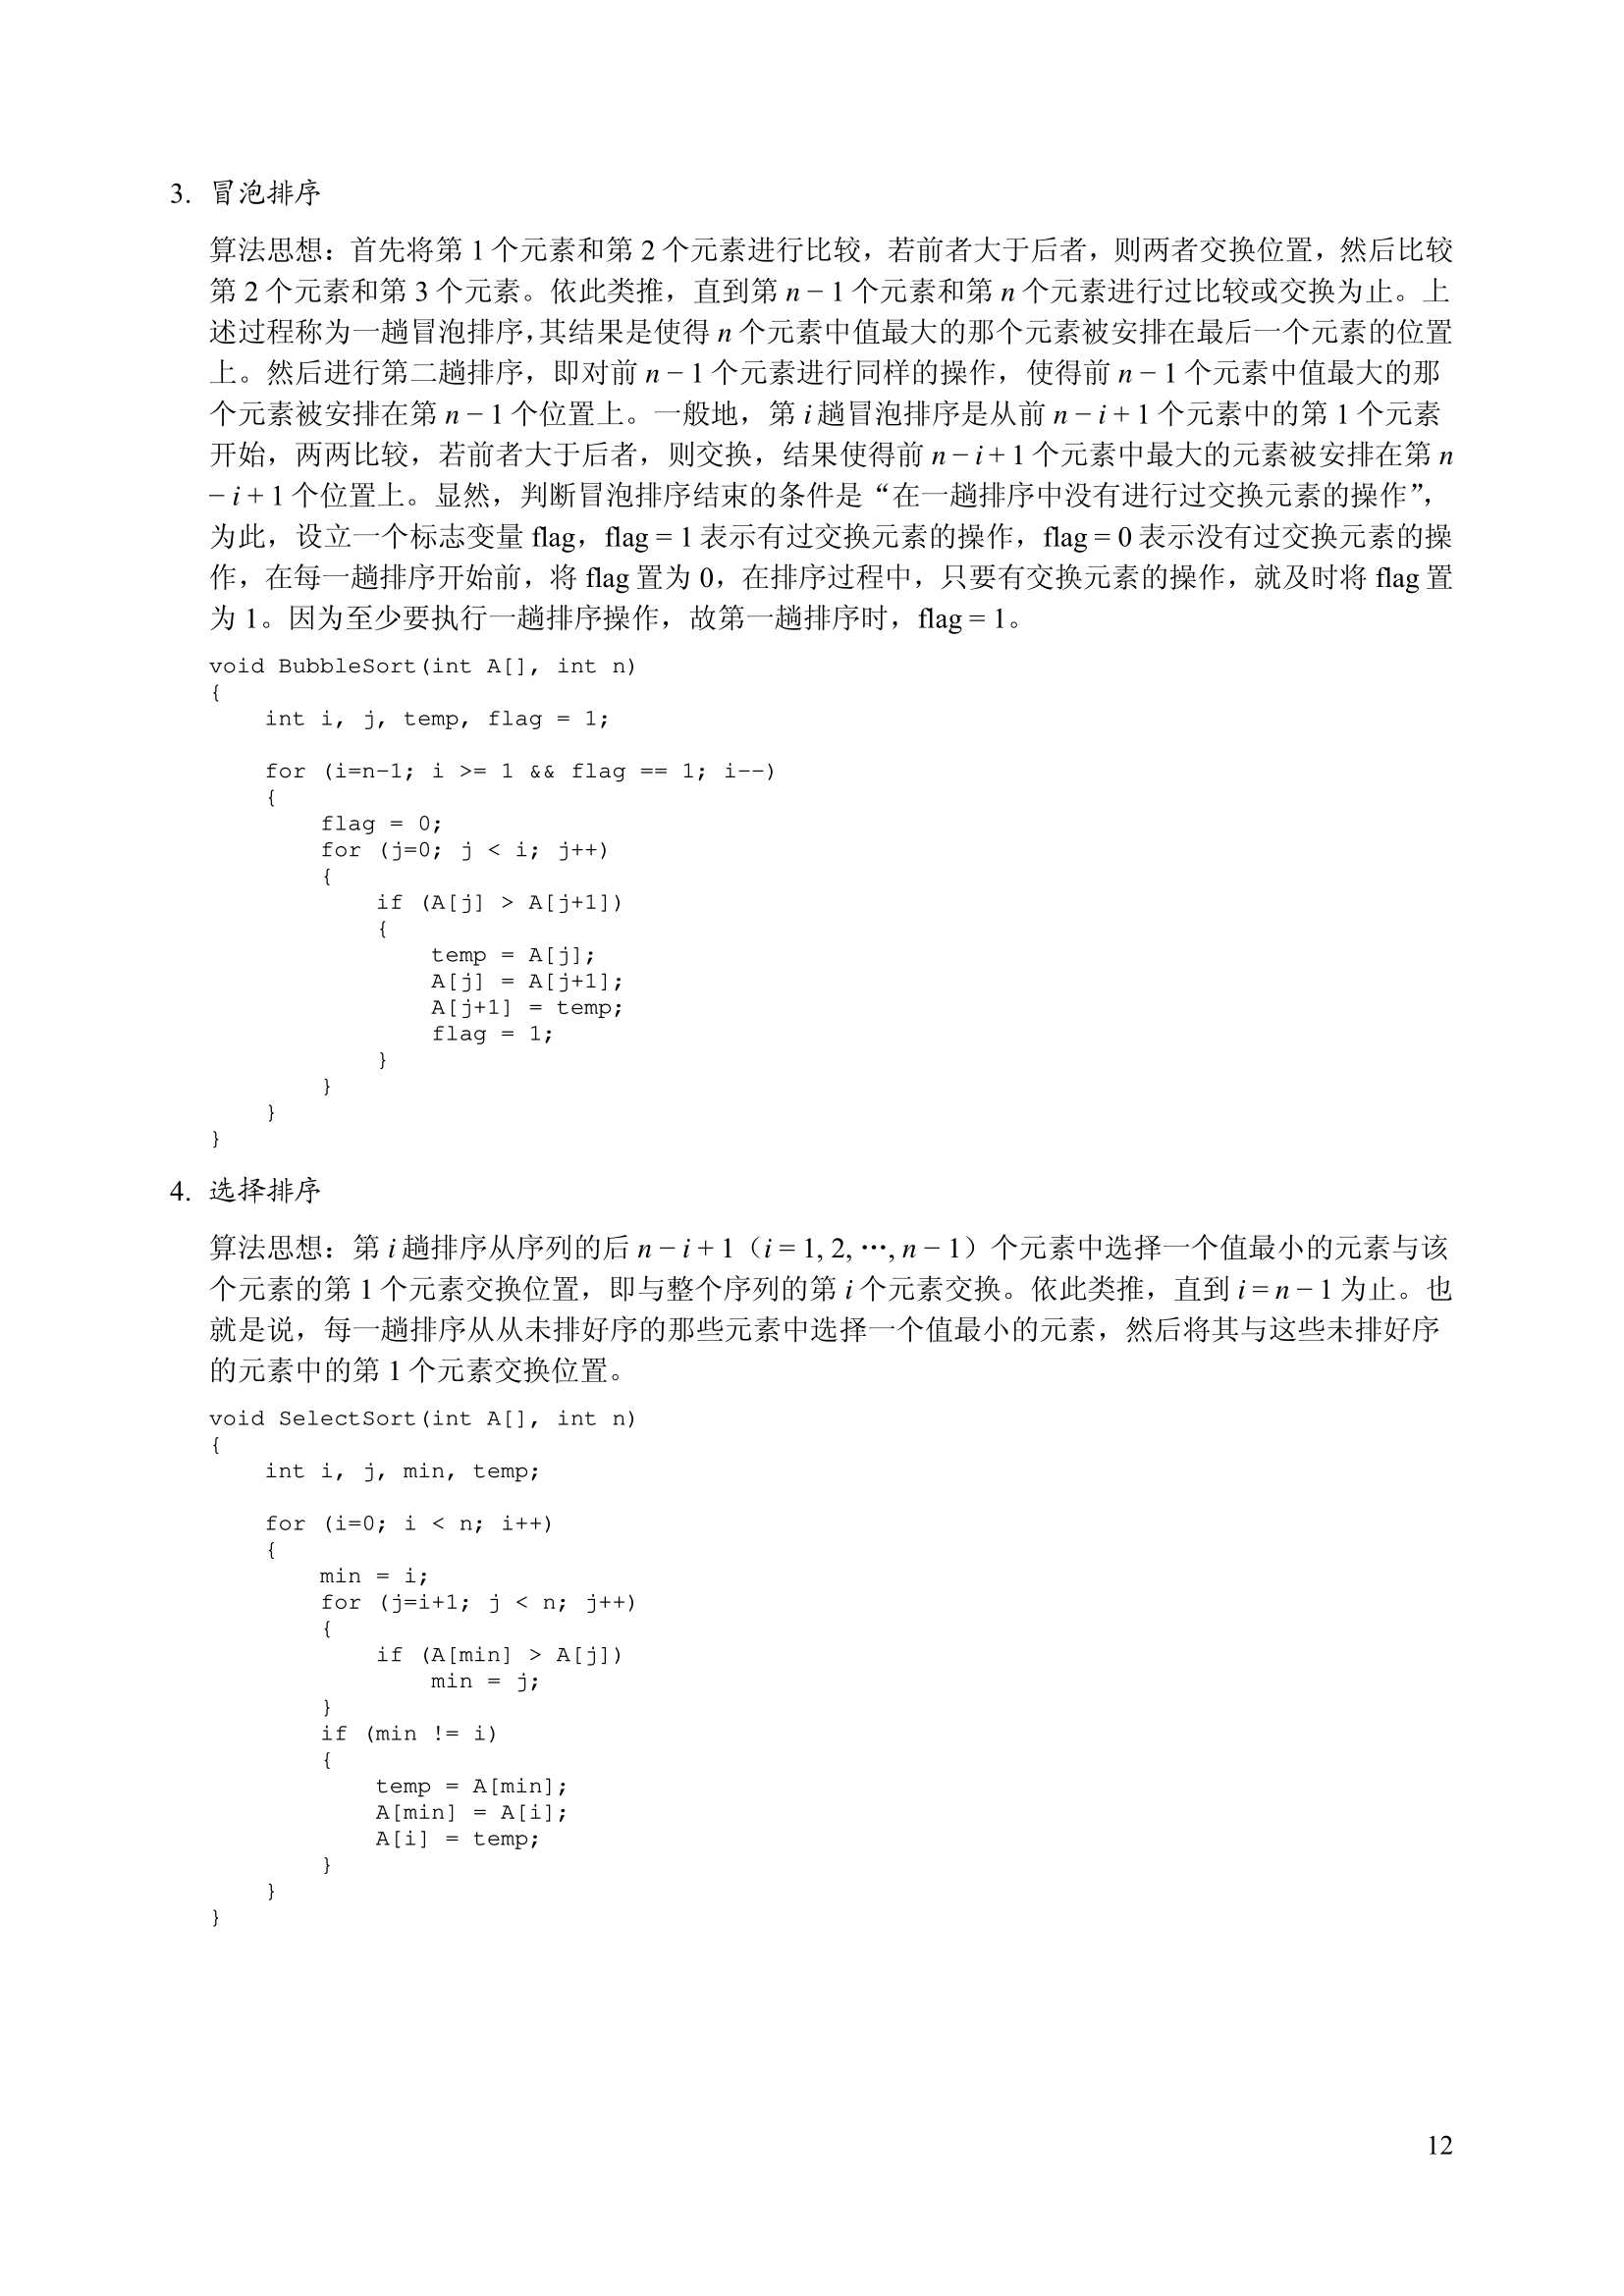 3. 冒泡排序
算法思想：首先将第 1 个元素和第 2 个元素进行比较，若前者大于后者，则两者交换位置，然后比较
第 2 个元素和第 3 个元素。依此类推，直到第 n − 1 个元素和第 n 个元素进行过比较或交换为止。上
述过程称为一趟冒泡排序，其结果是使得 n 个元素中值最大的那个元素被安排在最后一个元素的位置
上。然后进行第二趟排序，即对前 n − 1 个元素进行同样的操作，使得前 n − 1 个元素中值最大的那
个元素被安排在第 n − 1 个位置上。一般地，第 i 趟冒泡排序是从前 n − i + 1 个元素中的第 1 个元素
开始，两两比较，若前者大于后者，则交换，结果使得前 n − i + 1 个元素中最大的元素被安排在第 n
− i + 1 个位置上。显然，判断冒泡排序结束的条件是“在一趟排序中没有进行过交换元素的操作”，
为此，设立一个标志变量 flag，flag = 1 表示有过交换元素的操作，flag = 0 表示没有过交换元素的操
作，在每一趟排序开始前，将 flag 置为 0，在排序过程中，只要有交换元素的操作，就及时将 flag 置
为 1。因为至少要执行一趟排序操作，故第一趟排序时，flag = 1。
void BubbleSort(int A[], int n)
{
    int i, j, temp, flag = 1;
    for (i=n-1; i >= 1 && flag == 1; i--)
    {
        flag = 0;
        for (j=0; j < i; j++)
        {
            if (A[j] > A[j+1])
            {
                temp = A[j];
                A[j] = A[j+1];
                A[j+1] = temp;
                flag = 1;
            }
        }
    }
}
4. 选择排序
算法思想：第 i 趟排序从序列的后 n − i + 1（i = 1, 2, …, n − 1）个元素中选择一个值最小的元素与该
个元素的第 1 个元素交换位置，即与整个序列的第 i 个元素交换。依此类推，直到 i = n − 1 为止。也
就是说，每一趟排序从从未排好序的那些元素中选择一个值最小的元素，然后将其与这些未排好序
的元素中的第 1 个元素交换位置。
void SelectSort(int A[], int n)
{
    int i, j, min, temp;
    for (i=0; i < n; i++)
    {
        min = i;
        for (j=i+1; j < n; j++)
        {
            if (A[min] > A[j])
                min = j;
        }
        if (min != i)
        {
            temp = A[min];
            A[min] = A[i];
            A[i] = temp;
        }
    }
}
12